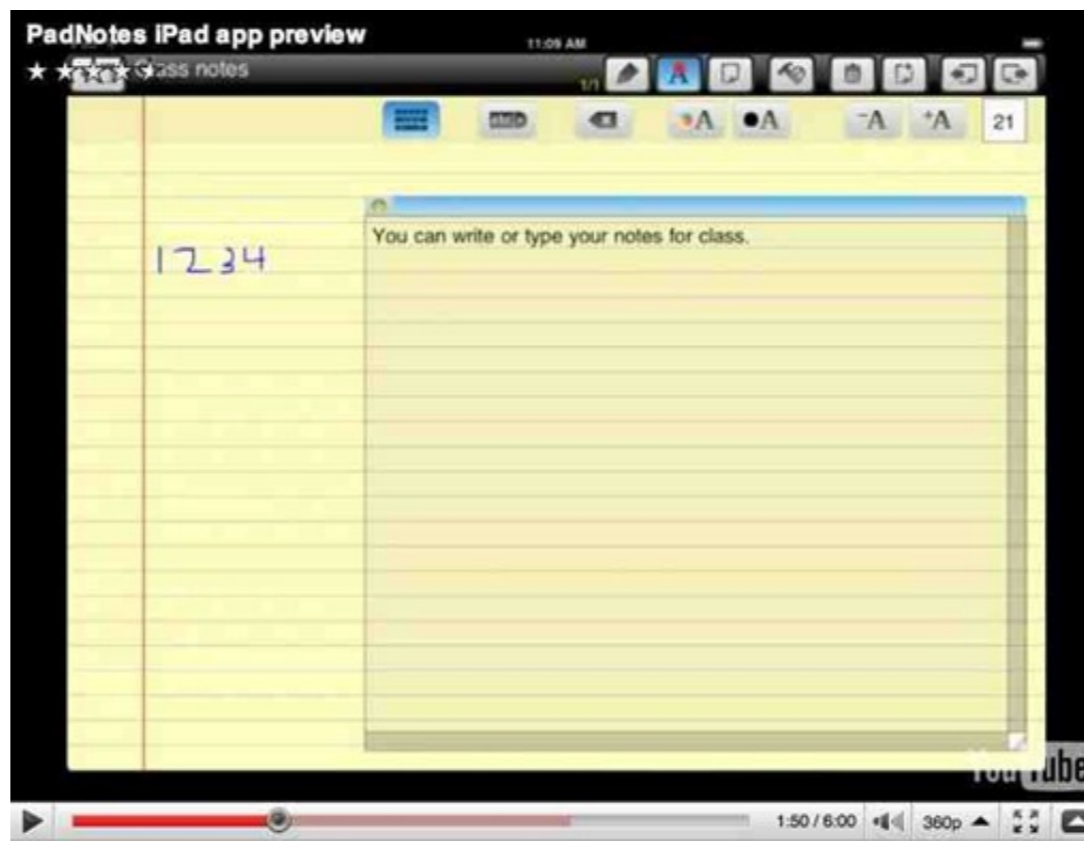 PadNotes iPad app preview
11:09 AM
Class notes
1/1
A
A A -A +A 21
You can write or type your notes for class.
1234
YouTube
1:50 / 6:00 360p